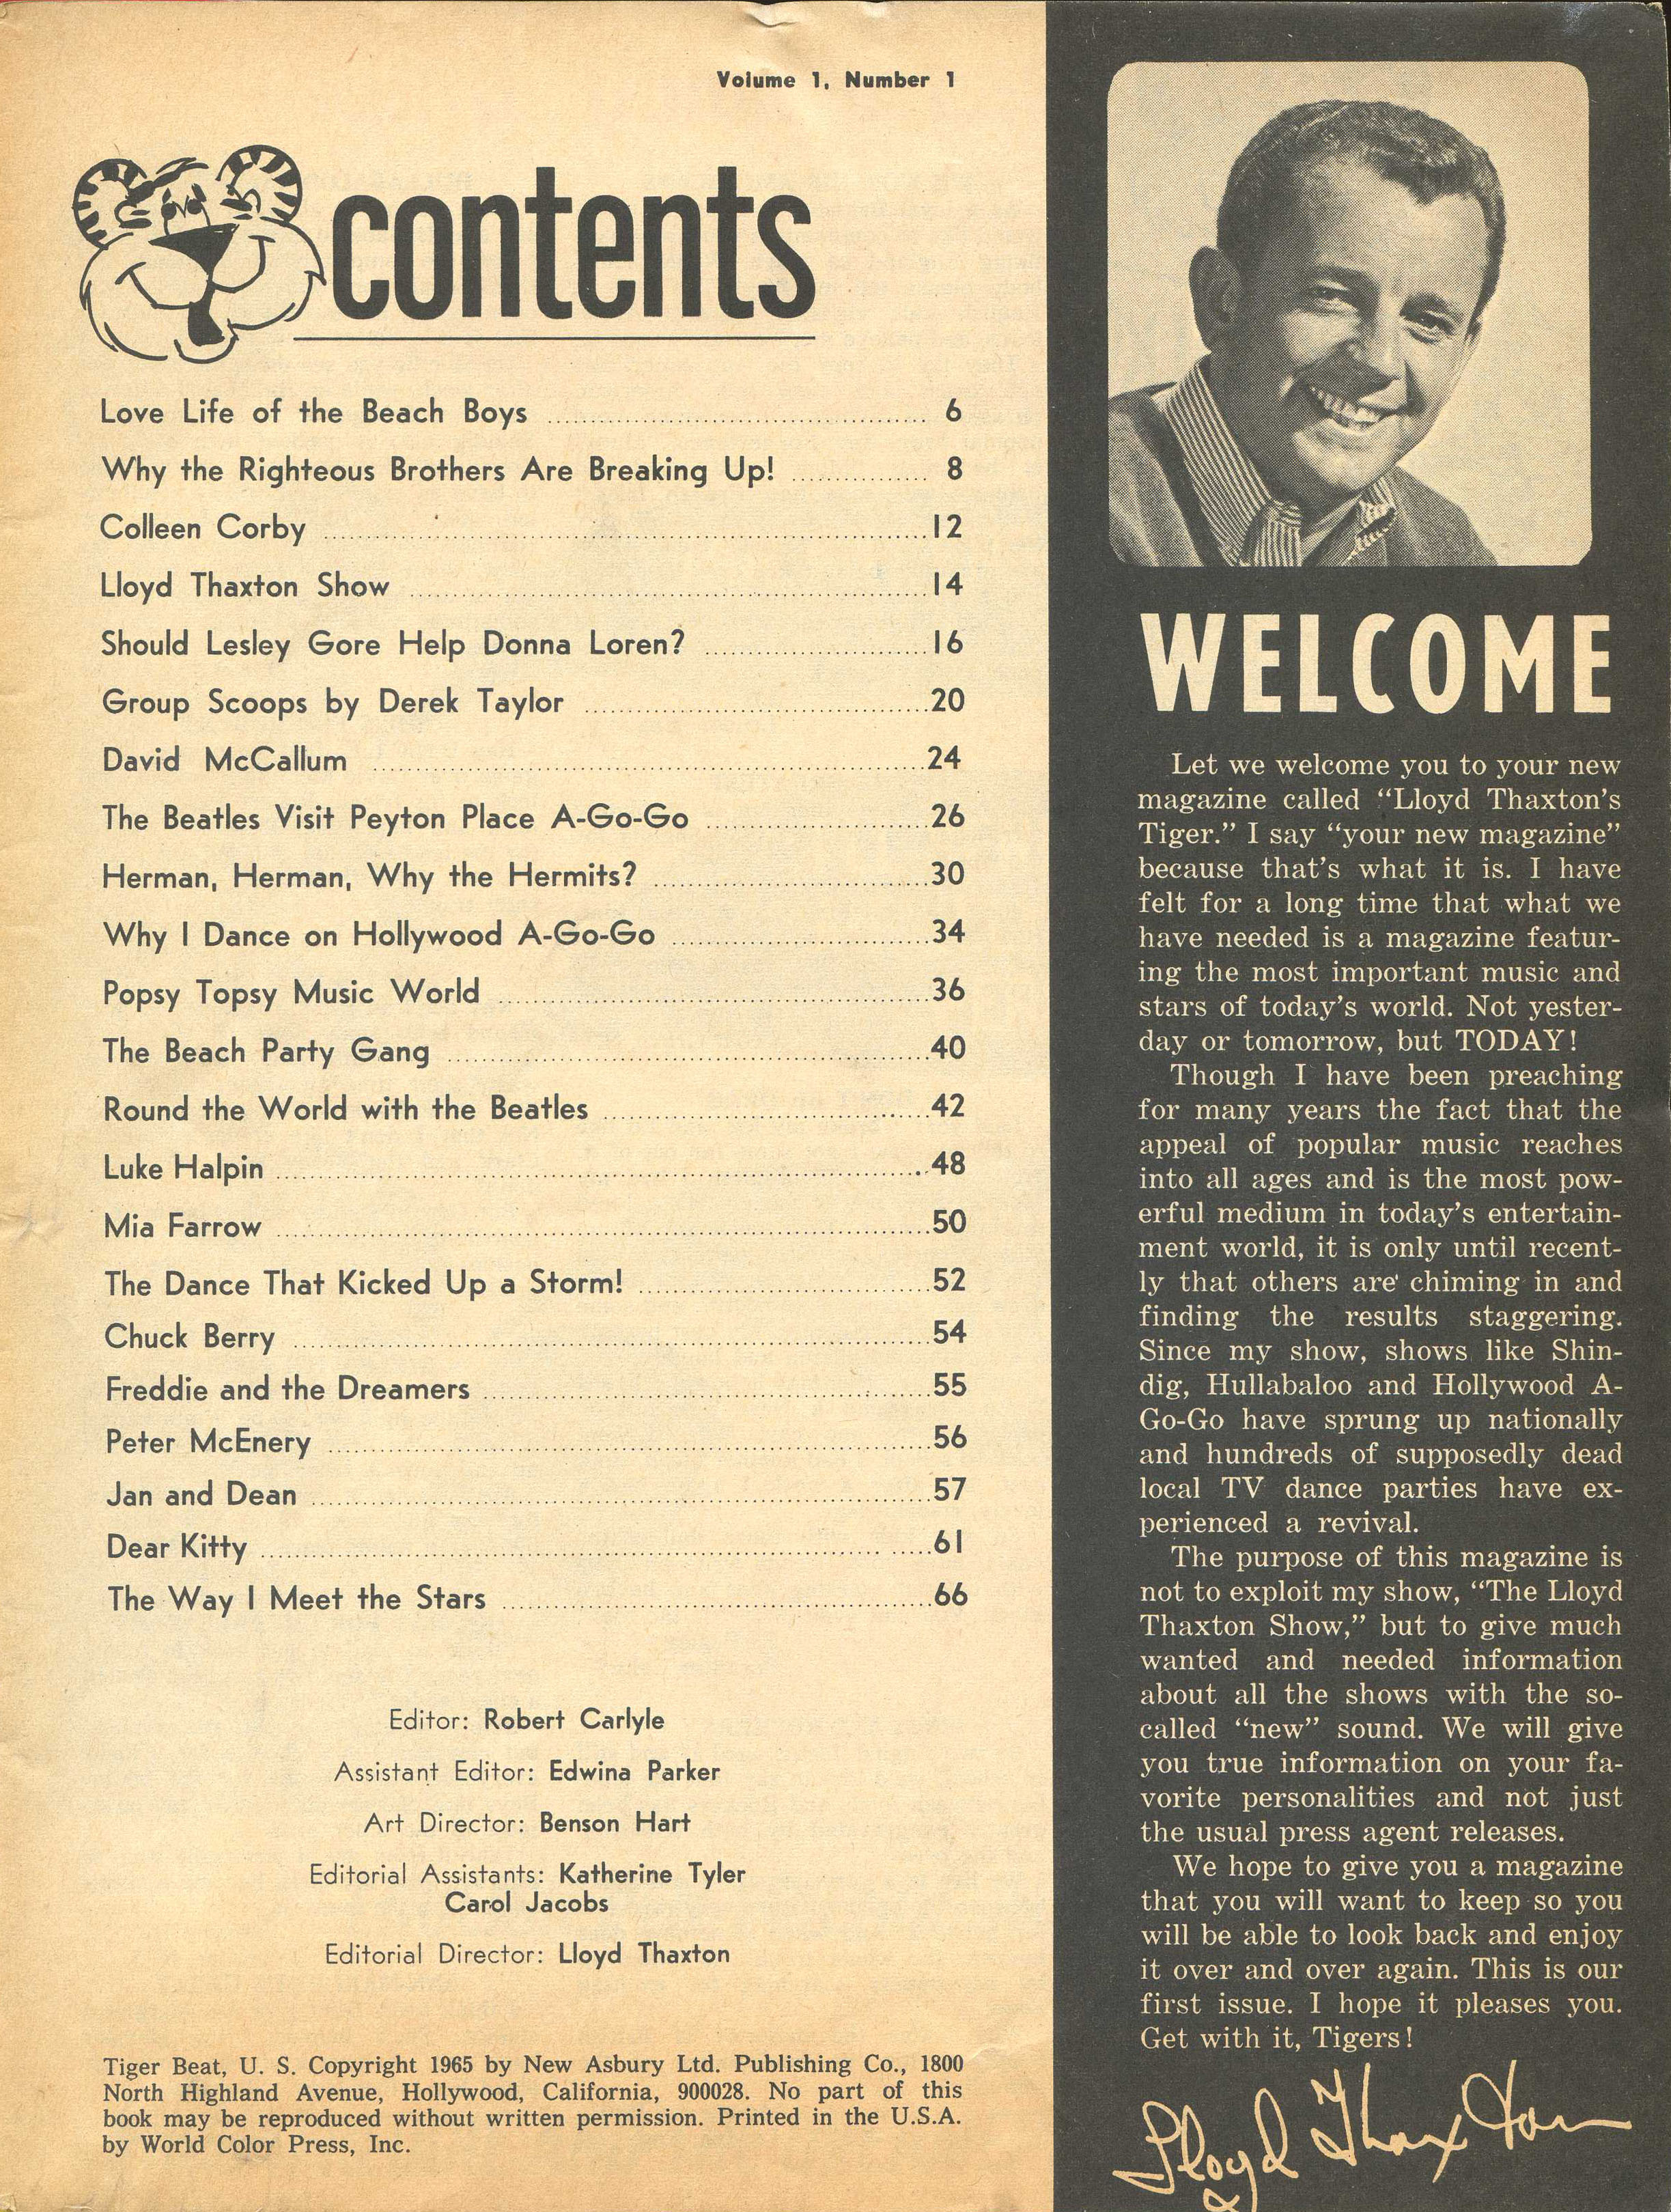 Volume 1, Number 1
contents
Love Life of the Beach Boys ........ 6
Why the Righteous Brothers Are Breaking Up! ........ 8
Colleen Corby ........ 12
Lloyd Thaxton Show ........ 14
Should Lesley Gore Help Donna Loren? ........ 16
Group Scoops by Derek Taylor ........ 20
David McCallum ........ 24
The Beatles Visit Peyton Place A-Go-Go ........ 26
Herman, Herman, Why the Hermits? ........ 30
Why I Dance on Hollywood A-Go-Go ........ 34
Popsy Topsy Music World ........ 36
The Beach Party Gang ........ 40
Round the World with the Beatles ........ 42
Luke Halpin ........ 48
Mia Farrow ........ 50
The Dance That Kicked Up a Storm! ........ 52
Chuck Berry ........ 54
Freddie and the Dreamers ........ 55
Peter McEnery ........ 56
Jan and Dean ........ 57
Dear Kitty ........ 61
The Way I Meet the Stars ........ 66
Editor: Robert Carlyle
Assistant Editor: Edwina Parker
Art Director: Benson Hart
Editorial Assistants: Katherine Tyler
Carol Jacobs
Editorial Director: Lloyd Thaxton
Tiger Beat, U. S. Copyright 1965 by New Asbury Ltd. Publishing Co., 1800
North Highland Avenue, Hollywood, California, 900028. No part of this
book may be reproduced without written permission. Printed in the U.S.A.
by World Color Press, Inc.
WELCOME
Let we welcome you to your new
magazine called “Lloyd Thaxton’s
Tiger.” I say “your new magazine”
because that’s what it is. I have
felt for a long time that what we
have needed is a magazine featur-
ing the most important music and
stars of today’s world. Not yester-
day or tomorrow, but TODAY!
Though I have been preaching
for many years the fact that the
appeal of popular music reaches
into all ages and is the most pow-
erful medium in today’s entertain-
ment world, it is only until recent-
ly that others are chiming in and
finding the results staggering.
Since my show, shows like Shin-
dig, Hullabaloo and Hollywood A-
Go-Go have sprung up nationally
and hundreds of supposedly dead
local TV dance parties have ex-
perienced a revival.
The purpose of this magazine is
not to exploit my show, “The Lloyd
Thaxton Show,” but to give much
wanted and needed information
about all the shows with the so-
called “new” sound. We will give
you true information on your fa-
vorite personalities and not just
the usual press agent releases.
We hope to give you a magazine
that you will want to keep so you
will be able to look back and enjoy
it over and over again. This is our
first issue. I hope it pleases you.
Get with it, Tigers!
Lloyd Thaxton